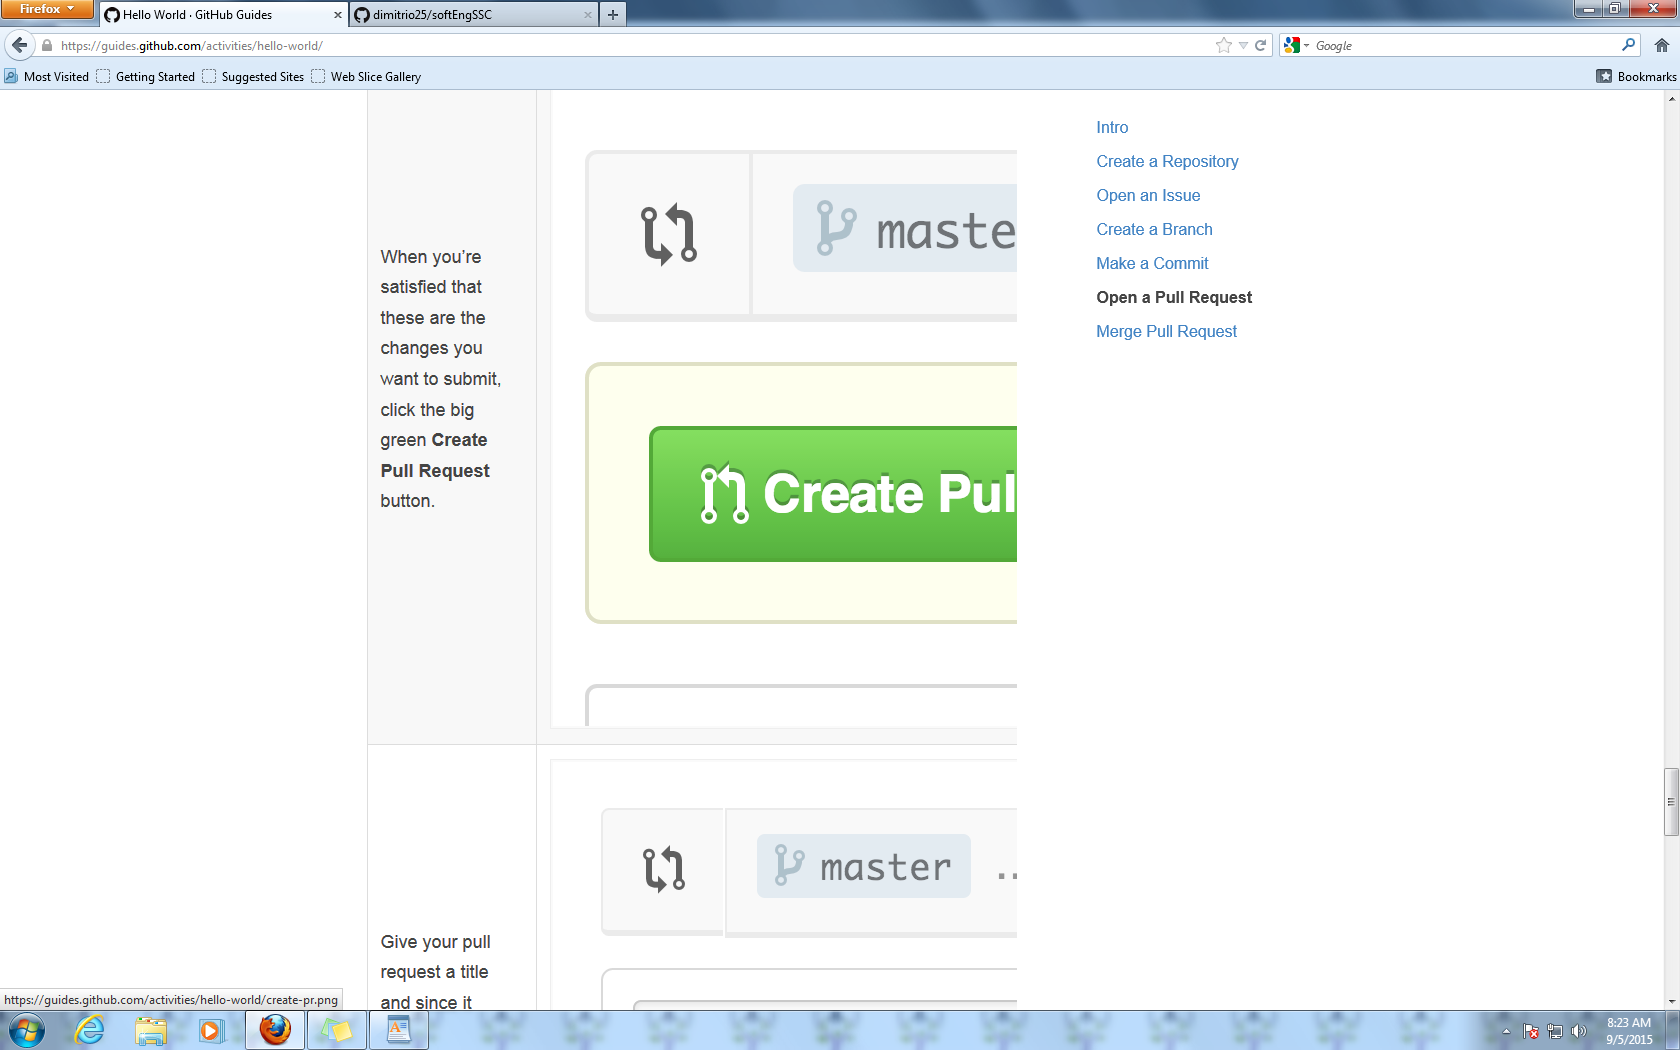 Firefox
Hello World · GitHub Guides
dimitrio25/softEngSSC
https://guides.github.com/activities/hello-world/
Google
Most Visited
Getting Started
Suggested Sites
Web Slice Gallery
Bookmarks
When you’re
satisfied that
these are the
changes you
want to submit,
click the big
green Create
Pull Request
button.
maste
Create Pul
Intro
Create a Repository
Open an Issue
Create a Branch
Make a Commit
Open a Pull Request
Merge Pull Request
master ..
Give your pull
request a title
and since it
https://guides.github.com/activities/hello-world/create-pr.png
8:23 AM
9/5/2015